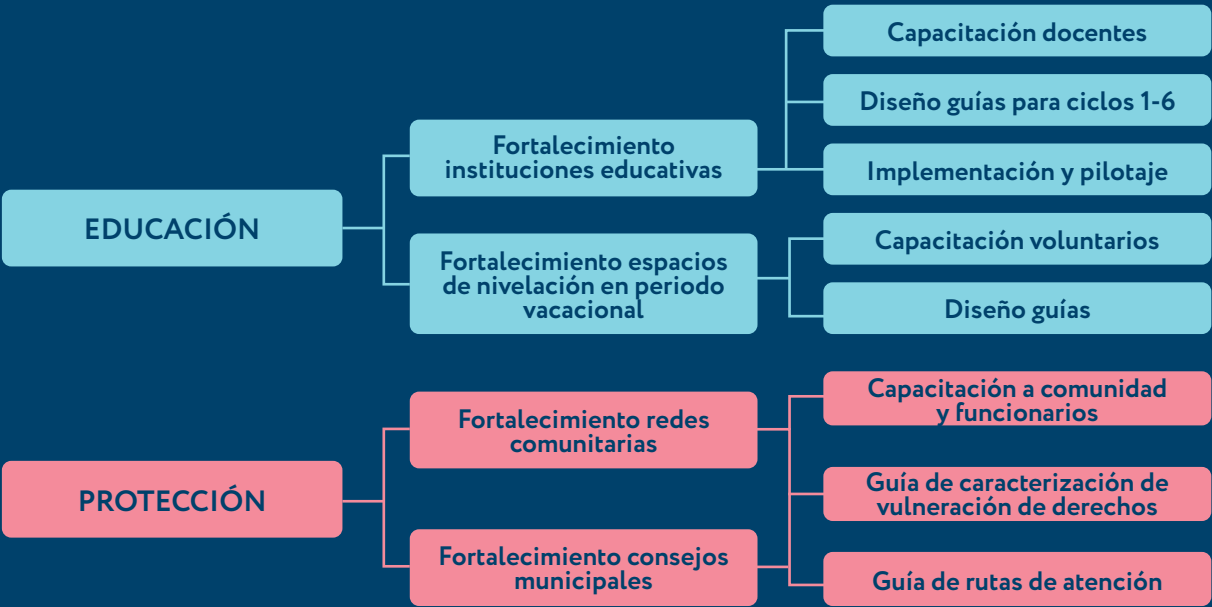 EDUCACIÓN
Fortalecimiento
instituciones educativas
Capacitación docentes
Diseño guías para ciclos 1-6
Implementación y pilotaje
Fortalecimiento espacios
de nivelación en periodo
vacacional
Capacitación voluntarios
Diseño guías
PROTECCIÓN
Fortalecimiento redes
comunitarias
Fortalecimiento consejos
municipales
Capacitación a comunidad
y funcionarios
Guía de caracterización de
vulneración de derechos
Guía de rutas de atención